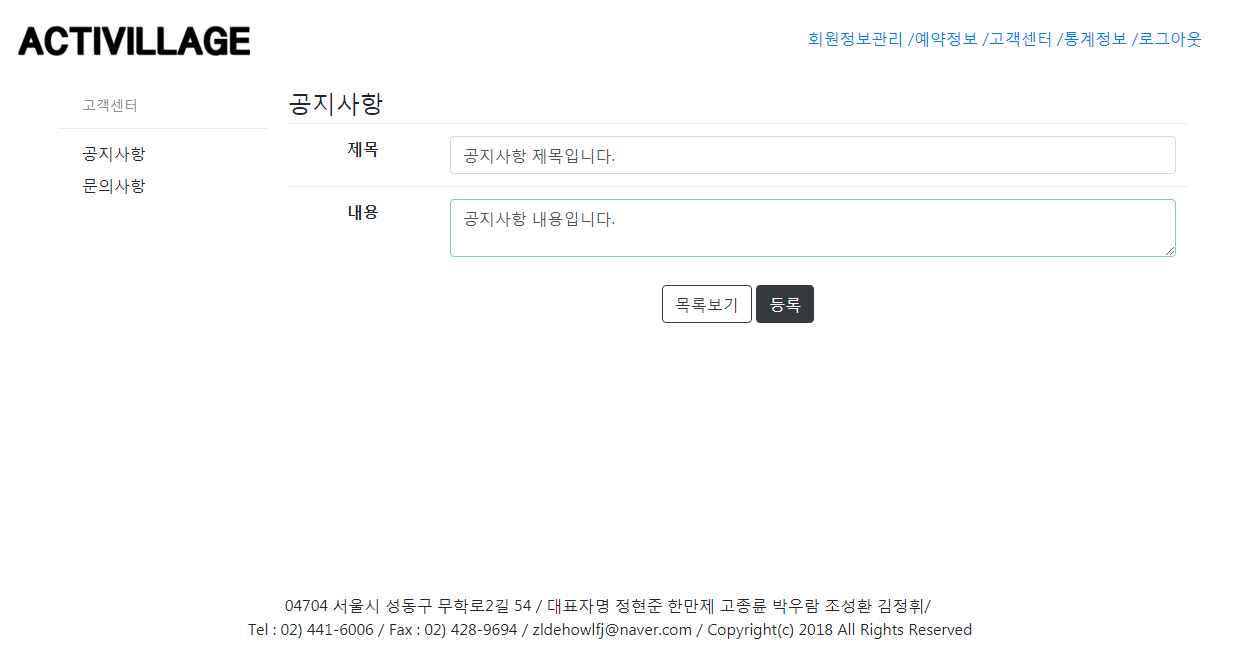 ACTIVILLAGE
회원정보관리 /예약정보 /고객센터 /통계정보 /로그아웃
고객센터
공지사항
문의사항
공지사항
제목
공지사항 제목입니다.
내용
공지사항 내용입니다.
목록보기 등록
04704 서울시 성동구 무학로2길 54 / 대표자명 정현준 한만제 고종륜 박우람 조성환 김정휘/
Tel : 02) 441-6006 / Fax : 02) 428-9694 / zldehowlfj@naver.com / Copyright(c) 2018 All Rights Reserved